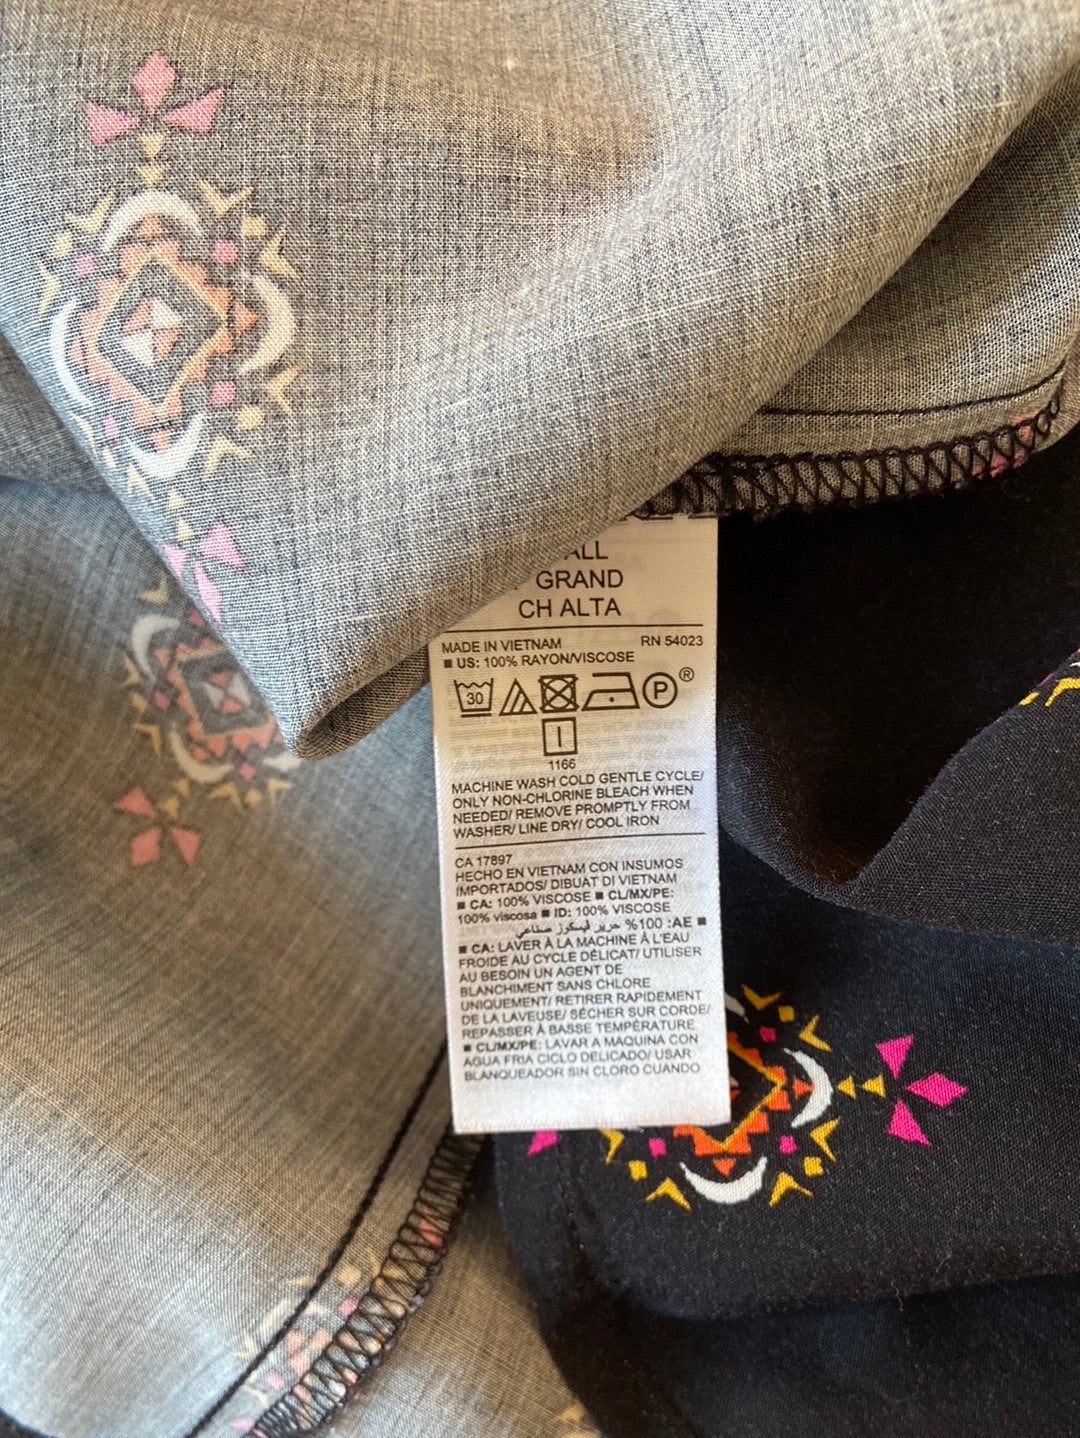 ALL
GRAND
CH ALTA
MADE IN VIETNAM RN 54023
■ US: 100% RAYON/VISCOSE
30 P ®
1166
MACHINE WASH COLD GENTLE CYCLE/
ONLY NON-CHLORINE BLEACH WHEN
NEEDED/ REMOVE PROMPTLY FROM
WASHER/ LINE DRY/ COOL IRON
CA 17897
HECHO EN VIETNAM CON INSUMOS
IMPORTADOS/ DIBUAT DI VIETNAM
■ CA: 100% VISCOSE ■ CL/MX/PE:
100% viscosa ■ ID: 100% VISCOSE
■ AE: 100% حرير ڤيسكوز صناعي
■ CA: LAVER À LA MACHINE À L'EAU
FROIDE AU CYCLE DÉLICAT/ UTILISER
AU BESOIN UN AGENT DE
BLANCHIMENT SANS CHLORE
UNIQUEMENT/ RETIRER RAPIDEMENT
DE LA LAVEUSE/ SÉCHER SUR CORDE/
REPASSER À BASSE TEMPÉRATURE
■ CL/MX/PE: LAVAR A MAQUINA CON
AGUA FRIA CICLO DELICADO/ USAR
BLANQUEADOR SIN CLORO CUANDO